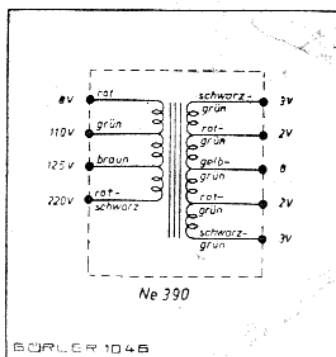 0V rot schwarz- 3V
grün
110V grün rot- 2V
grün
125V braun gelb- 0
grün
220V rot- rot- 2V
schwarz grün
schwarz- 3V
grün
Ne 390
GÖRLER 1046